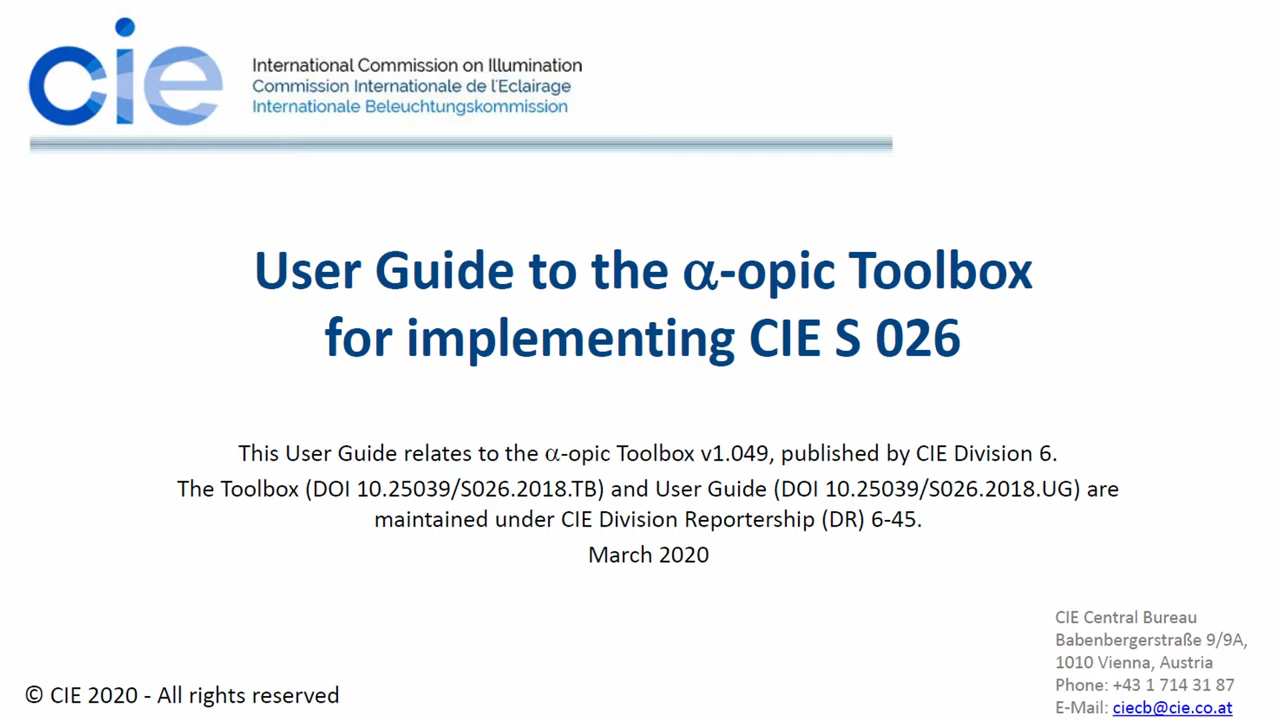 cie
International Commission on Illumination
Commission Internationale de l'Eclairage
Internationale Beleuchtungskommission
User Guide to the α-opic Toolbox
for implementing CIE S 026
This User Guide relates to the α-opic Toolbox v1.049, published by CIE Division 6.
The Toolbox (DOI 10.25039/S026.2018.TB) and User Guide (DOI 10.25039/S026.2018.UG) are
maintained under CIE Division Reportership (DR) 6-45.
March 2020
CIE Central Bureau
Babenbergerstraße 9/9A,
1010 Vienna, Austria
Phone: +43 1 714 31 87
E-Mail: ciecb@cie.co.at
© CIE 2020 - All rights reserved